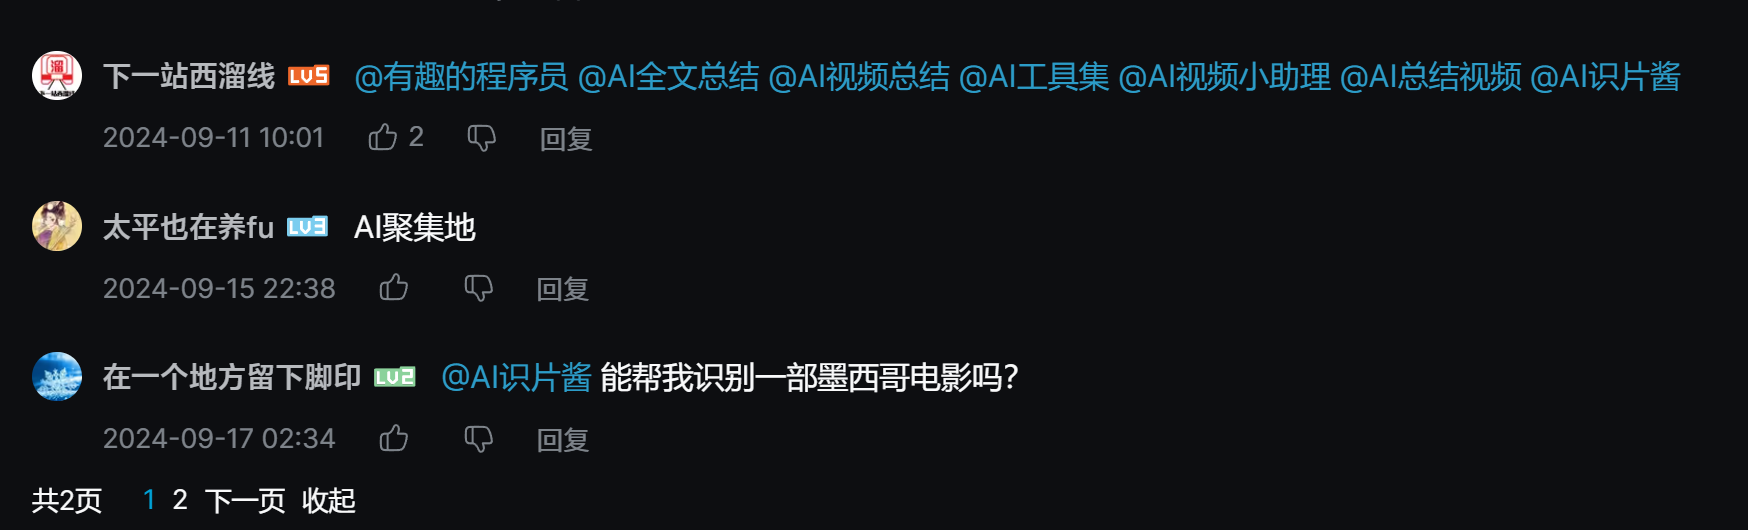 下一站西溜线 LV5 @有趣的程序员 @AI全文总结 @AI视频总结 @AI工具集 @AI视频小助理 @AI总结视频 @AI识片酱
2024-09-11 10:01 2 回复
太平也在养fu LV3 AI聚集地
2024-09-15 22:38 回复
在一个地方留下脚印 LV2 @AI识片酱 能帮我识别一部墨西哥电影吗?
2024-09-17 02:34 回复
共2页 1 2 下一页 收起